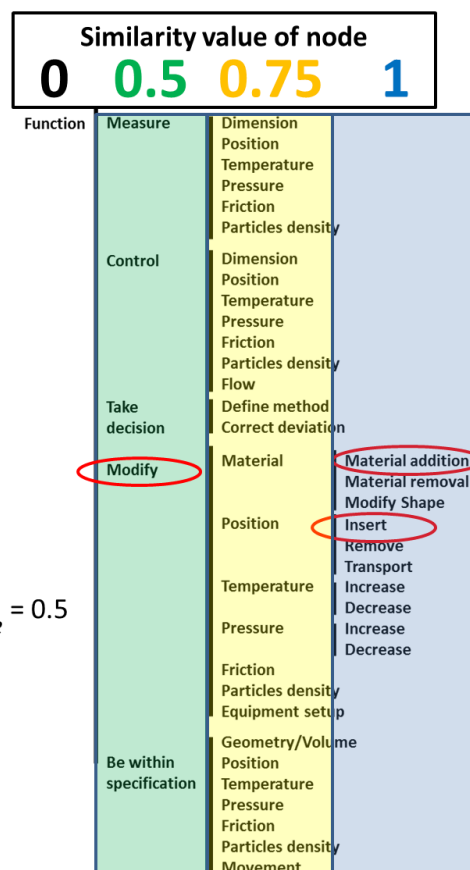 Similarity value of node
0 0.5 0.75 1
Function Measure Dimension
Position
Temperature
Pressure
Friction
Particles density
Control Dimension
Position
Temperature
Pressure
Friction
Particles density
Flow
Take Define method
decision Correct deviation
Modify Material Material addition
Material removal
Modify Shape
Position Insert
Remove
Transport
Temperature Increase
Decrease
= 0.5
Pressure Increase
Decrease
Friction
Particles density
Equipment setup
Geometry/Volume
Be within Position
specification Temperature
Pressure
Friction
Particles density
Movement